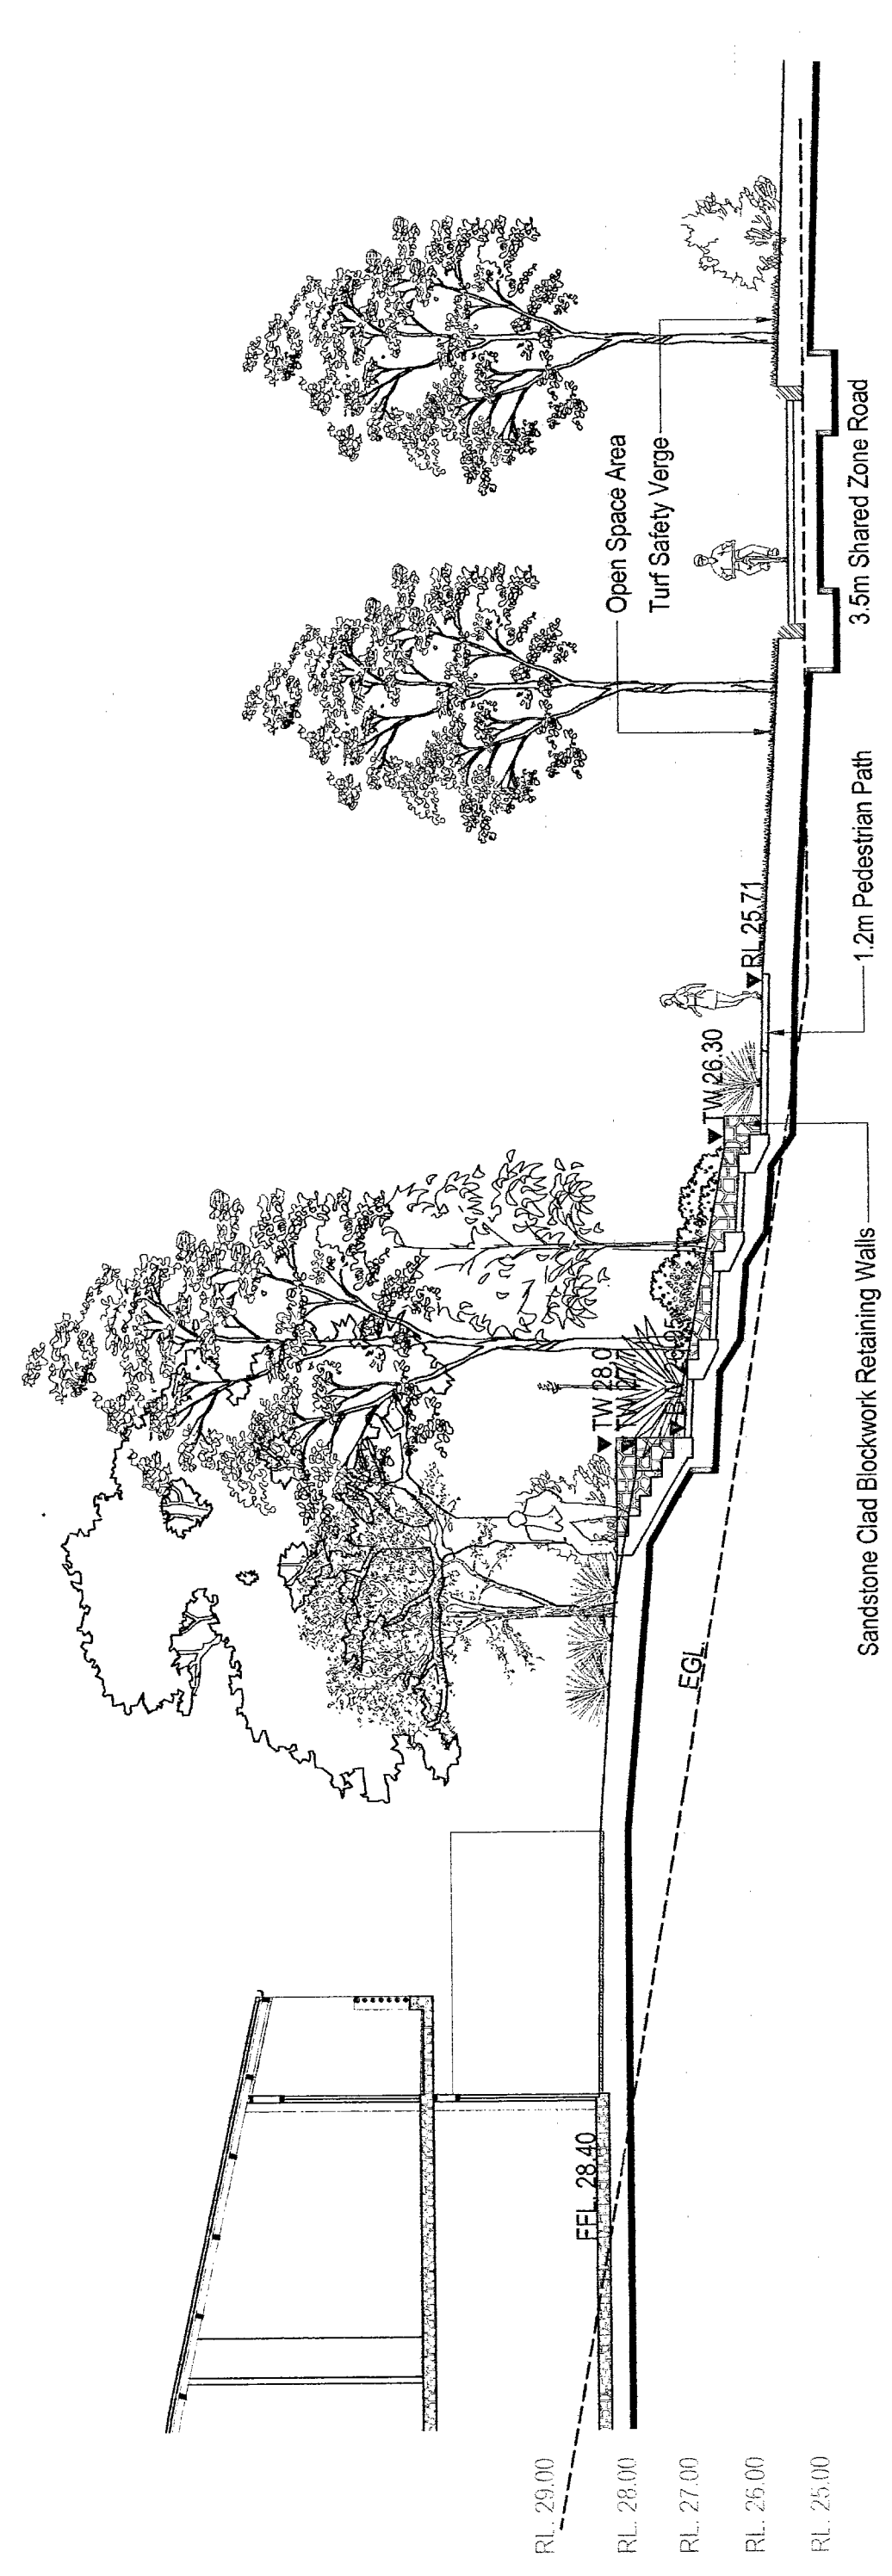 RL. 29.00
RL. 28.00
RL. 27.00
RL. 26.00
RL. 25.00
FFL. 28.40
EGL
TW 28.0
TW 26.30
RL 25.71
Open Space Area
Turf Safety Verge
Sandstone Clad Blockwork Retaining Walls
1.2m Pedestrian Path
3.5m Shared Zone Road